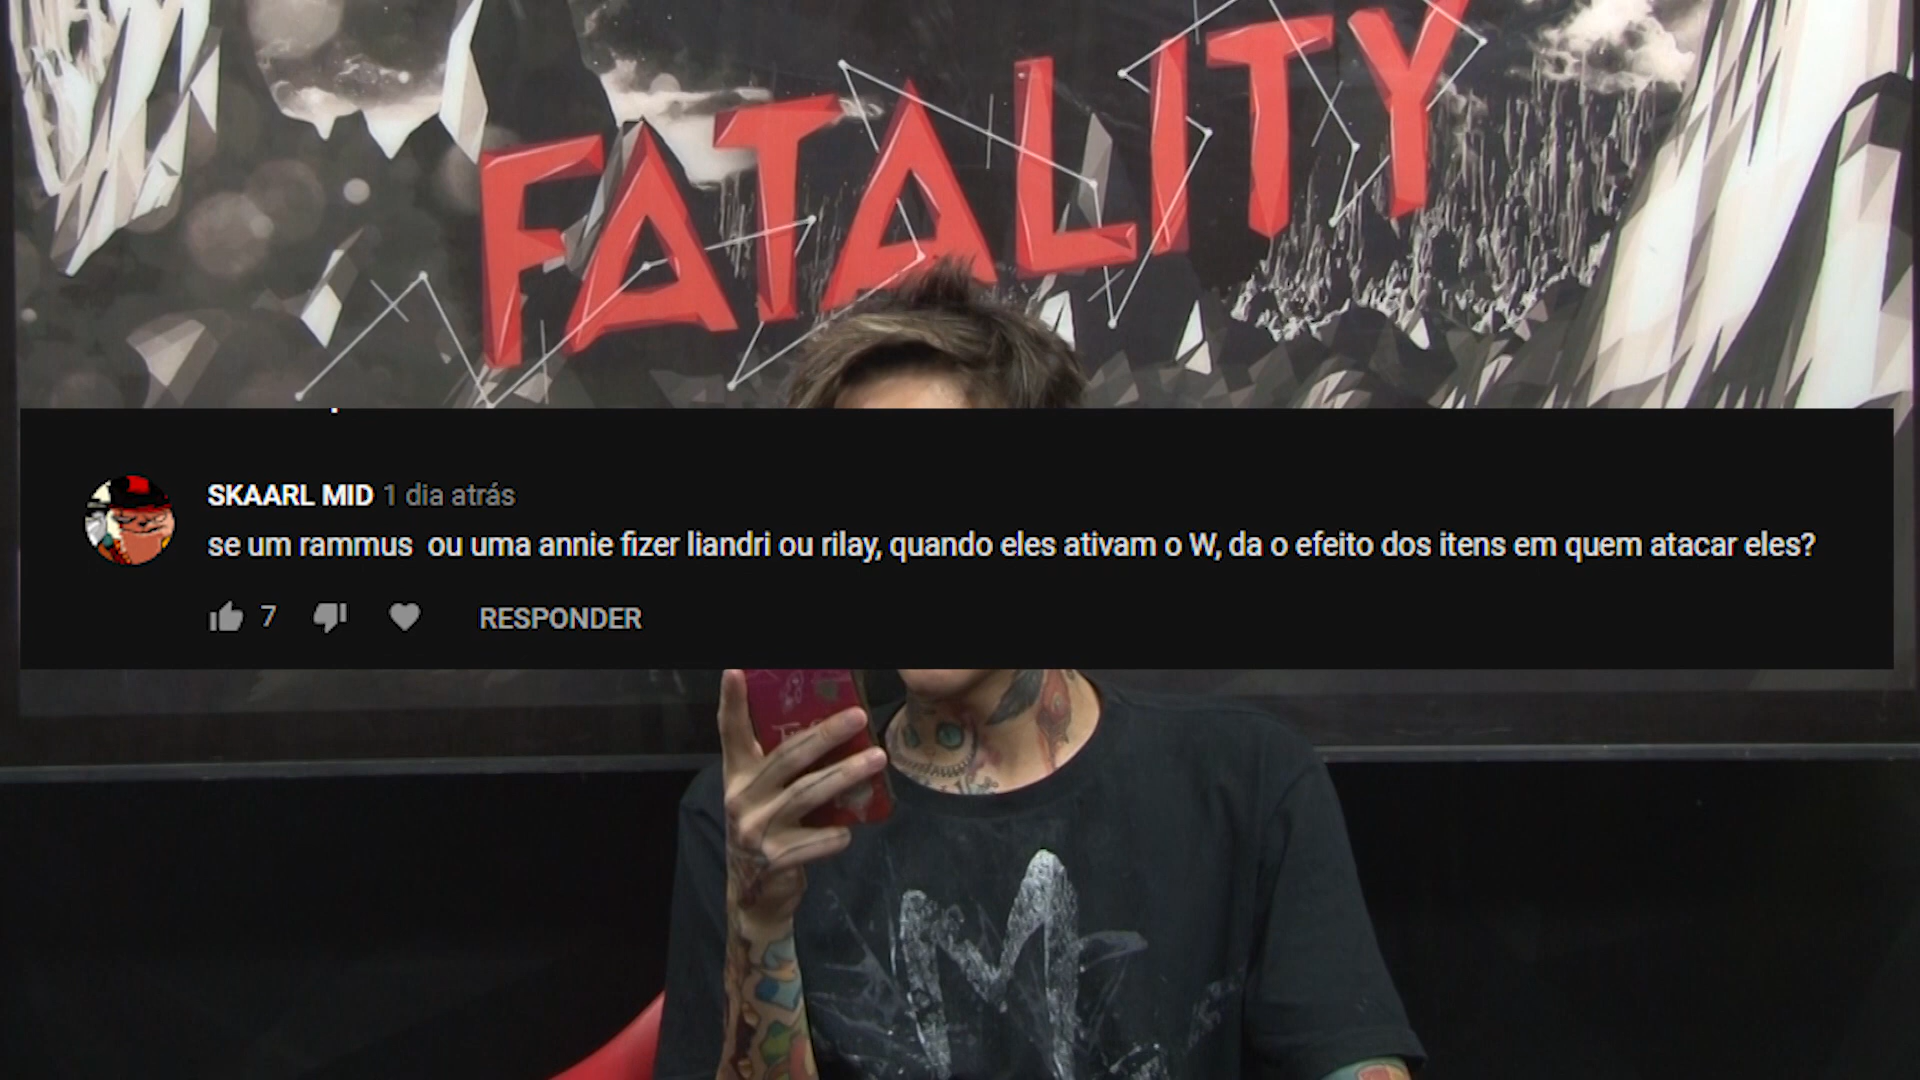 FATALITY
SKAARL MID 1 dia atrás
se um rammus ou uma annie fizer liandri ou rilay, quando eles ativam o W, da o efeito dos itens em quem atacar eles?
7 RESPONDER
M